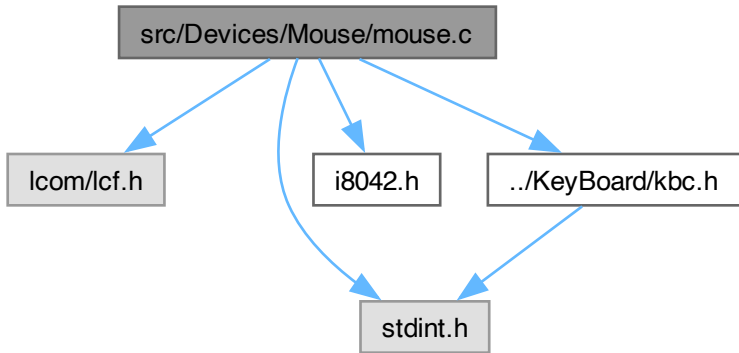 src/Devices/Mouse/mouse.c
lcom/lcf.h
i8042.h
../KeyBoard/kbc.h
stdint.h